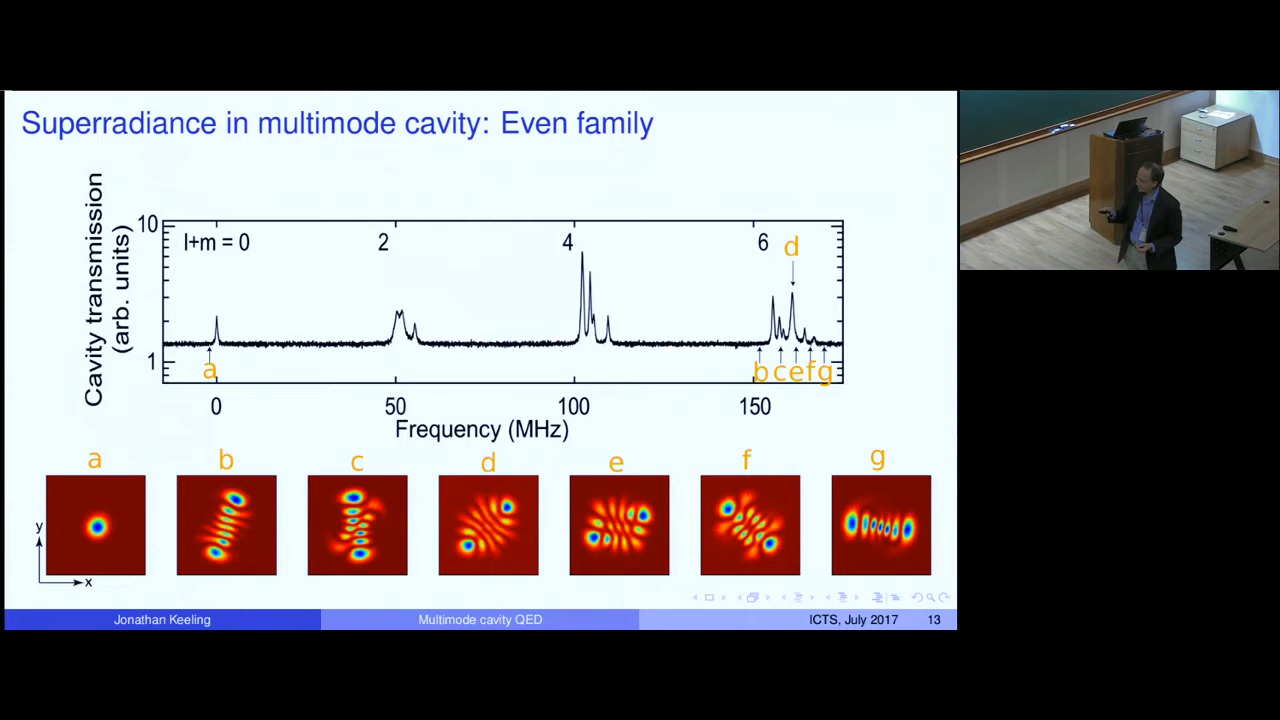 Superradiance in multimode cavity: Even family
Cavity transmission
(arb. units)
10
1
l+m = 0
2
4
6
d
a
b c e f g
0
50
100
150
Frequency (MHz)
a
b
c
d
e
f
g
y
x
Jonathan Keeling
Multimode cavity QED
ICTS, July 2017
13